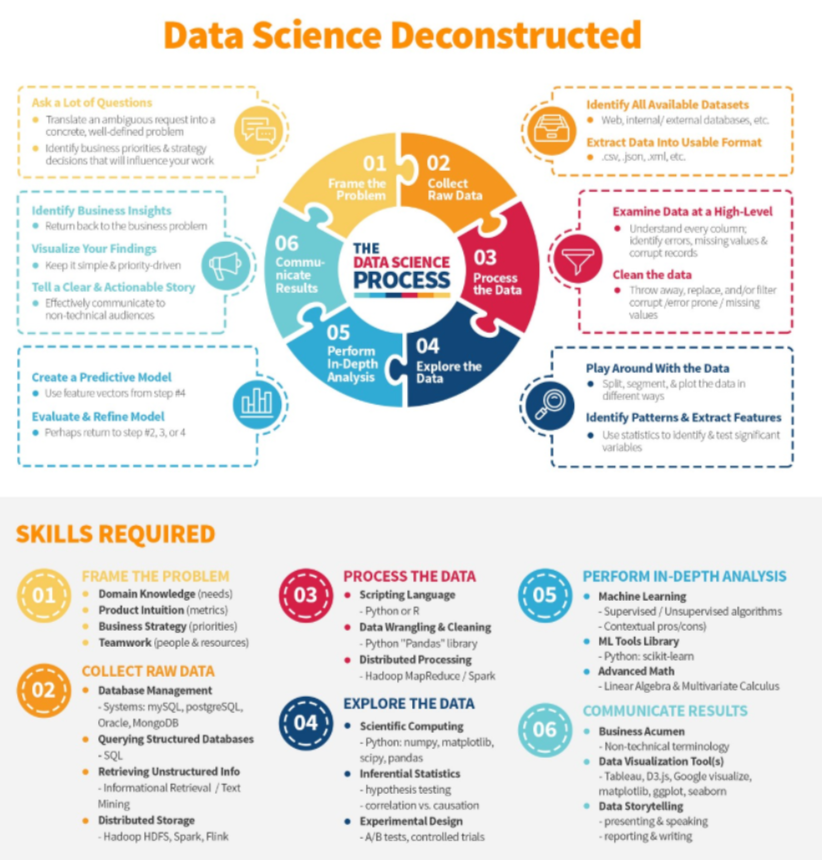 Data Science Deconstructed
Ask a Lot of Questions
Translate an ambiguous request into a
concrete, well-defined problem
Identify business priorities & strategy
decisions that will influence your work
Identify All Available Datasets
Web, internal/ external databases, etc.
Extract Data Into Usable Format
.csv, .json, .xml, etc.
Identify Business Insights
Return back to the business problem
Visualize Your Findings
Keep it simple & priority-driven
Tell a Clear & Actionable Story
Effectively communicate to
non-technical audiences
Examine Data at a High-Level
Understand every column;
identify errors, missing values &
corrupt records
Clean the data
Throw away, replace, and/or filter
corrupt /error prone / missing
values
Create a Predictive Model
Use feature vectors from step #4
Evaluate & Refine Model
Perhaps return to step #2, 3, or 4
Play Around With the Data
Split, segment, & plot the data in
different ways
Identify Patterns & Extract Features
Use statistics to identify & test significant
variables
THE
DATA SCIENCE
PROCESS
01
Frame the
Problem
02
Collect
Raw Data
03
Process
the Data
04
Explore the
Data
05
Perform
In-Depth
Analysis
06
Commu-
nicate
Results
SKILLS REQUIRED
01
FRAME THE PROBLEM
Domain Knowledge (needs)
Product Intuition (metrics)
Business Strategy (priorities)
Teamwork (people & resources)
02
COLLECT RAW DATA
Database Management
- Systems: mySQL, postgreSQL,
Oracle, MongoDB
Querying Structured Databases
- SQL
Retrieving Unstructured Info
- Informational Retrieval / Text
Mining
Distributed Storage
- Hadoop HDFS, Spark, Flink
03
PROCESS THE DATA
Scripting Language
- Python or R
Data Wrangling & Cleaning
- Python "Pandas" library
Distributed Processing
- Hadoop MapReduce / Spark
04
EXPLORE THE DATA
Scientific Computing
- Python: numpy, matplotlib,
scipy, pandas
Inferential Statistics
- hypothesis testing
- correlation vs. causation
Experimental Design
- A/B tests, controlled trials
05
PERFORM IN-DEPTH ANALYSIS
Machine Learning
- Supervised / Unsupervised algorithms
- Contextual pros/cons)
ML Tools Library
- Python: scikit-learn
Advanced Math
- Linear Algebra & Multivariate Calculus
06
COMMUNICATE RESULTS
Business Acumen
- Non-technical terminology
Data Visualization Tool(s)
- Tableau, D3.js, Google visualize,
matplotlib, ggplot, seaborn
Data Storytelling
- presenting & speaking
- reporting & writing